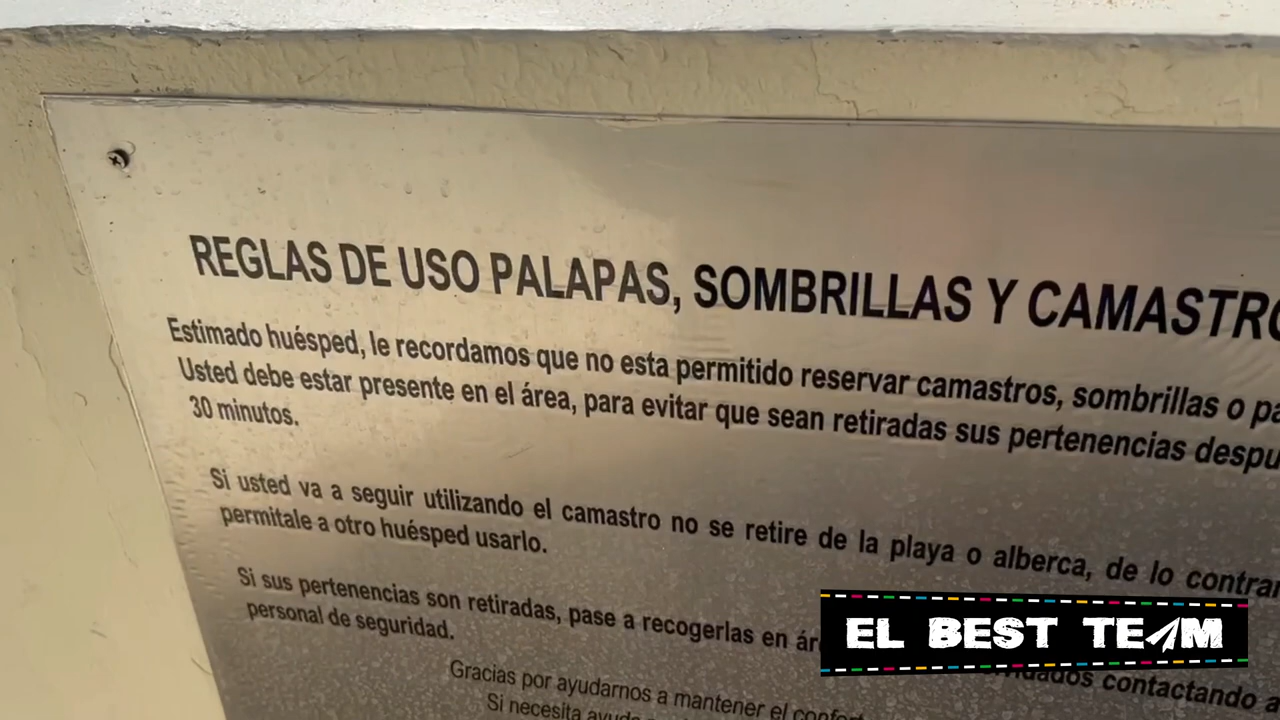 REGLAS DE USO PALAPAS, SOMBRILLAS Y CAMASTRO
Estimado huésped, le recordamos que no esta permitido reservar camastros, sombrillas o pa
Usted debe estar presente en el área, para evitar que sean retiradas sus pertenencias despu
30 minutos.
Si usted va a seguir utilizando el camastro no se retire de la playa o alberca, de lo contrar
permitale a otro huésped usarlo.
Si sus pertenencias son retiradas, pase a recogerlas en ár
contactando a
personal de seguridad.
Gracias por ayudarnos a mantener el confort
Si necesita
EL BEST TEAM